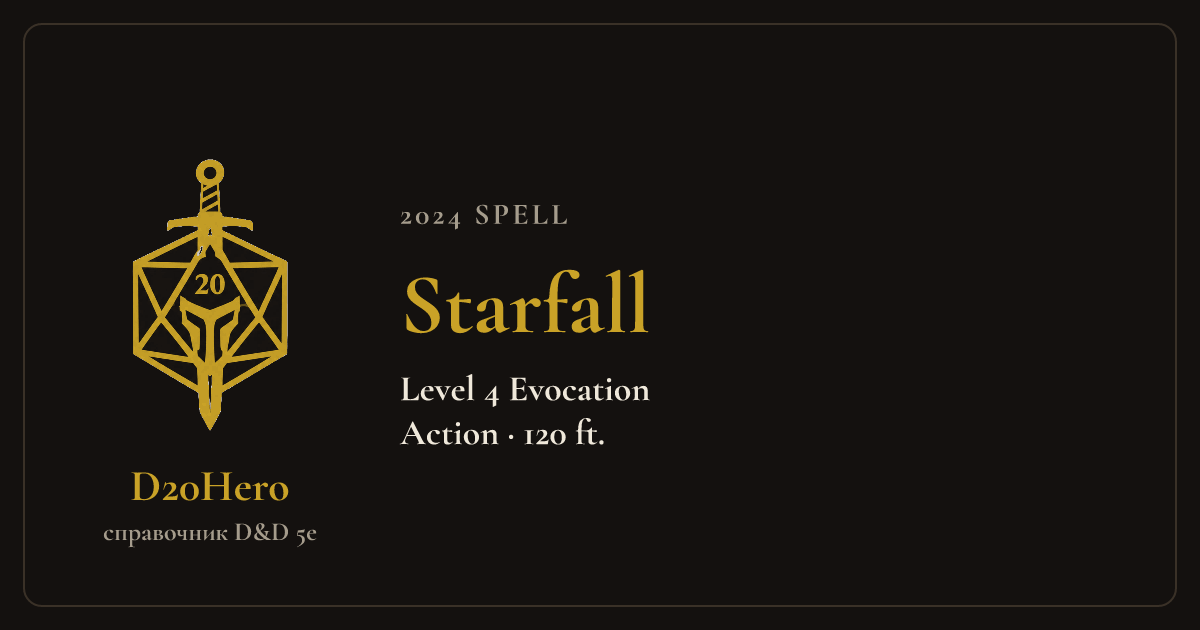 20
D20Hero
справочник D&D 5e
2024 SPELL
Starfall
Level 4 Evocation
Action · 120 ft.